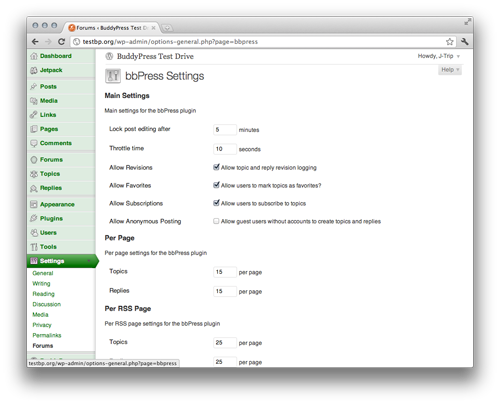 Forums ‹ BuddyPress Test D
testbp.org/wp-admin/options-general.php?page=bbpress
Dashboard
Jetpack
Posts
Media
Links
Pages
Comments
Forums
Topics
Replies
Appearance
Plugins
Users
Tools
Settings
General
Writing
Reading
Discussion
Media
Privacy
Permalinks
Forums
BuddyPress Test Drive
Howdy, J-Trip
Help
bbPress Settings
Main Settings
Main settings for the bbPress plugin
Lock post editing after 5 minutes
Throttle time 10 seconds
Allow Revisions Allow topic and reply revision logging
Allow Favorites Allow users to mark topics as favorites?
Allow Subscriptions Allow users to subscribe to topics
Allow Anonymous Posting Allow guest users without accounts to create topics and replies
Per Page
Per page settings for the bbPress plugin
Topics 15 per page
Replies 15 per page
Per RSS Page
Per RSS page settings for the bbPress plugin
Topics 25 per page
25 per page
testbp.org/wp-admin/options-general.php?page=bbpress